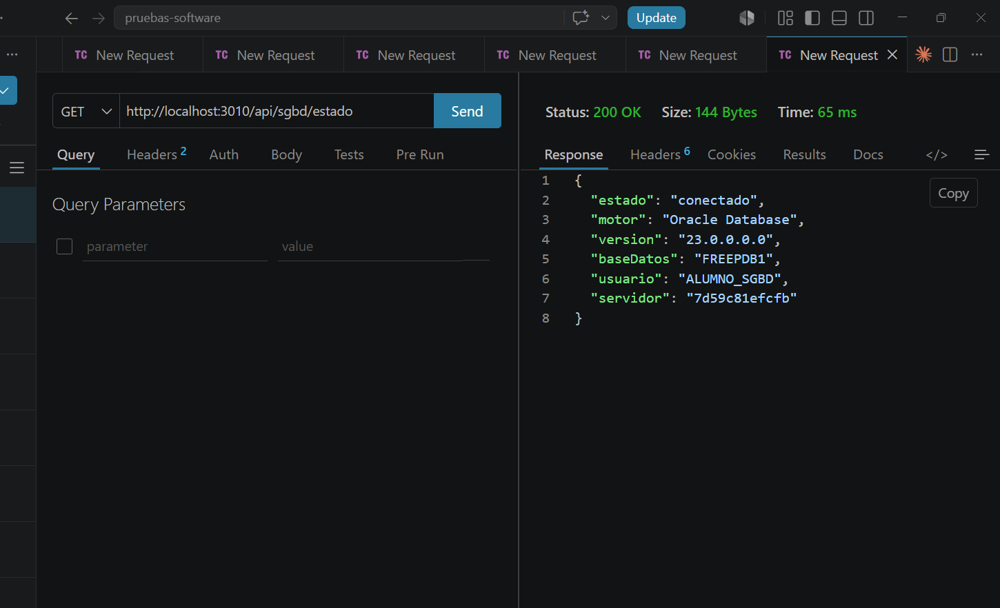 pruebas-software
Update
TC New Request
TC New Request
TC New Request
TC New Request
TC New Request
TC New Request
GET
http://localhost:3010/api/sgbd/estado
Send
Query
Headers 2
Auth
Body
Tests
Pre Run
Query Parameters
parameter
value
Status: 200 OK
Size: 144 Bytes
Time: 65 ms
Response
Headers 6
Cookies
Results
Docs
</>
Copy
1 {
2 "estado": "conectado",
3 "motor": "Oracle Database",
4 "version": "23.0.0.0.0",
5 "baseDatos": "FREEPDB1",
6 "usuario": "ALUMNO_SGBD",
7 "servidor": "7d59c81efcfb"
8 }